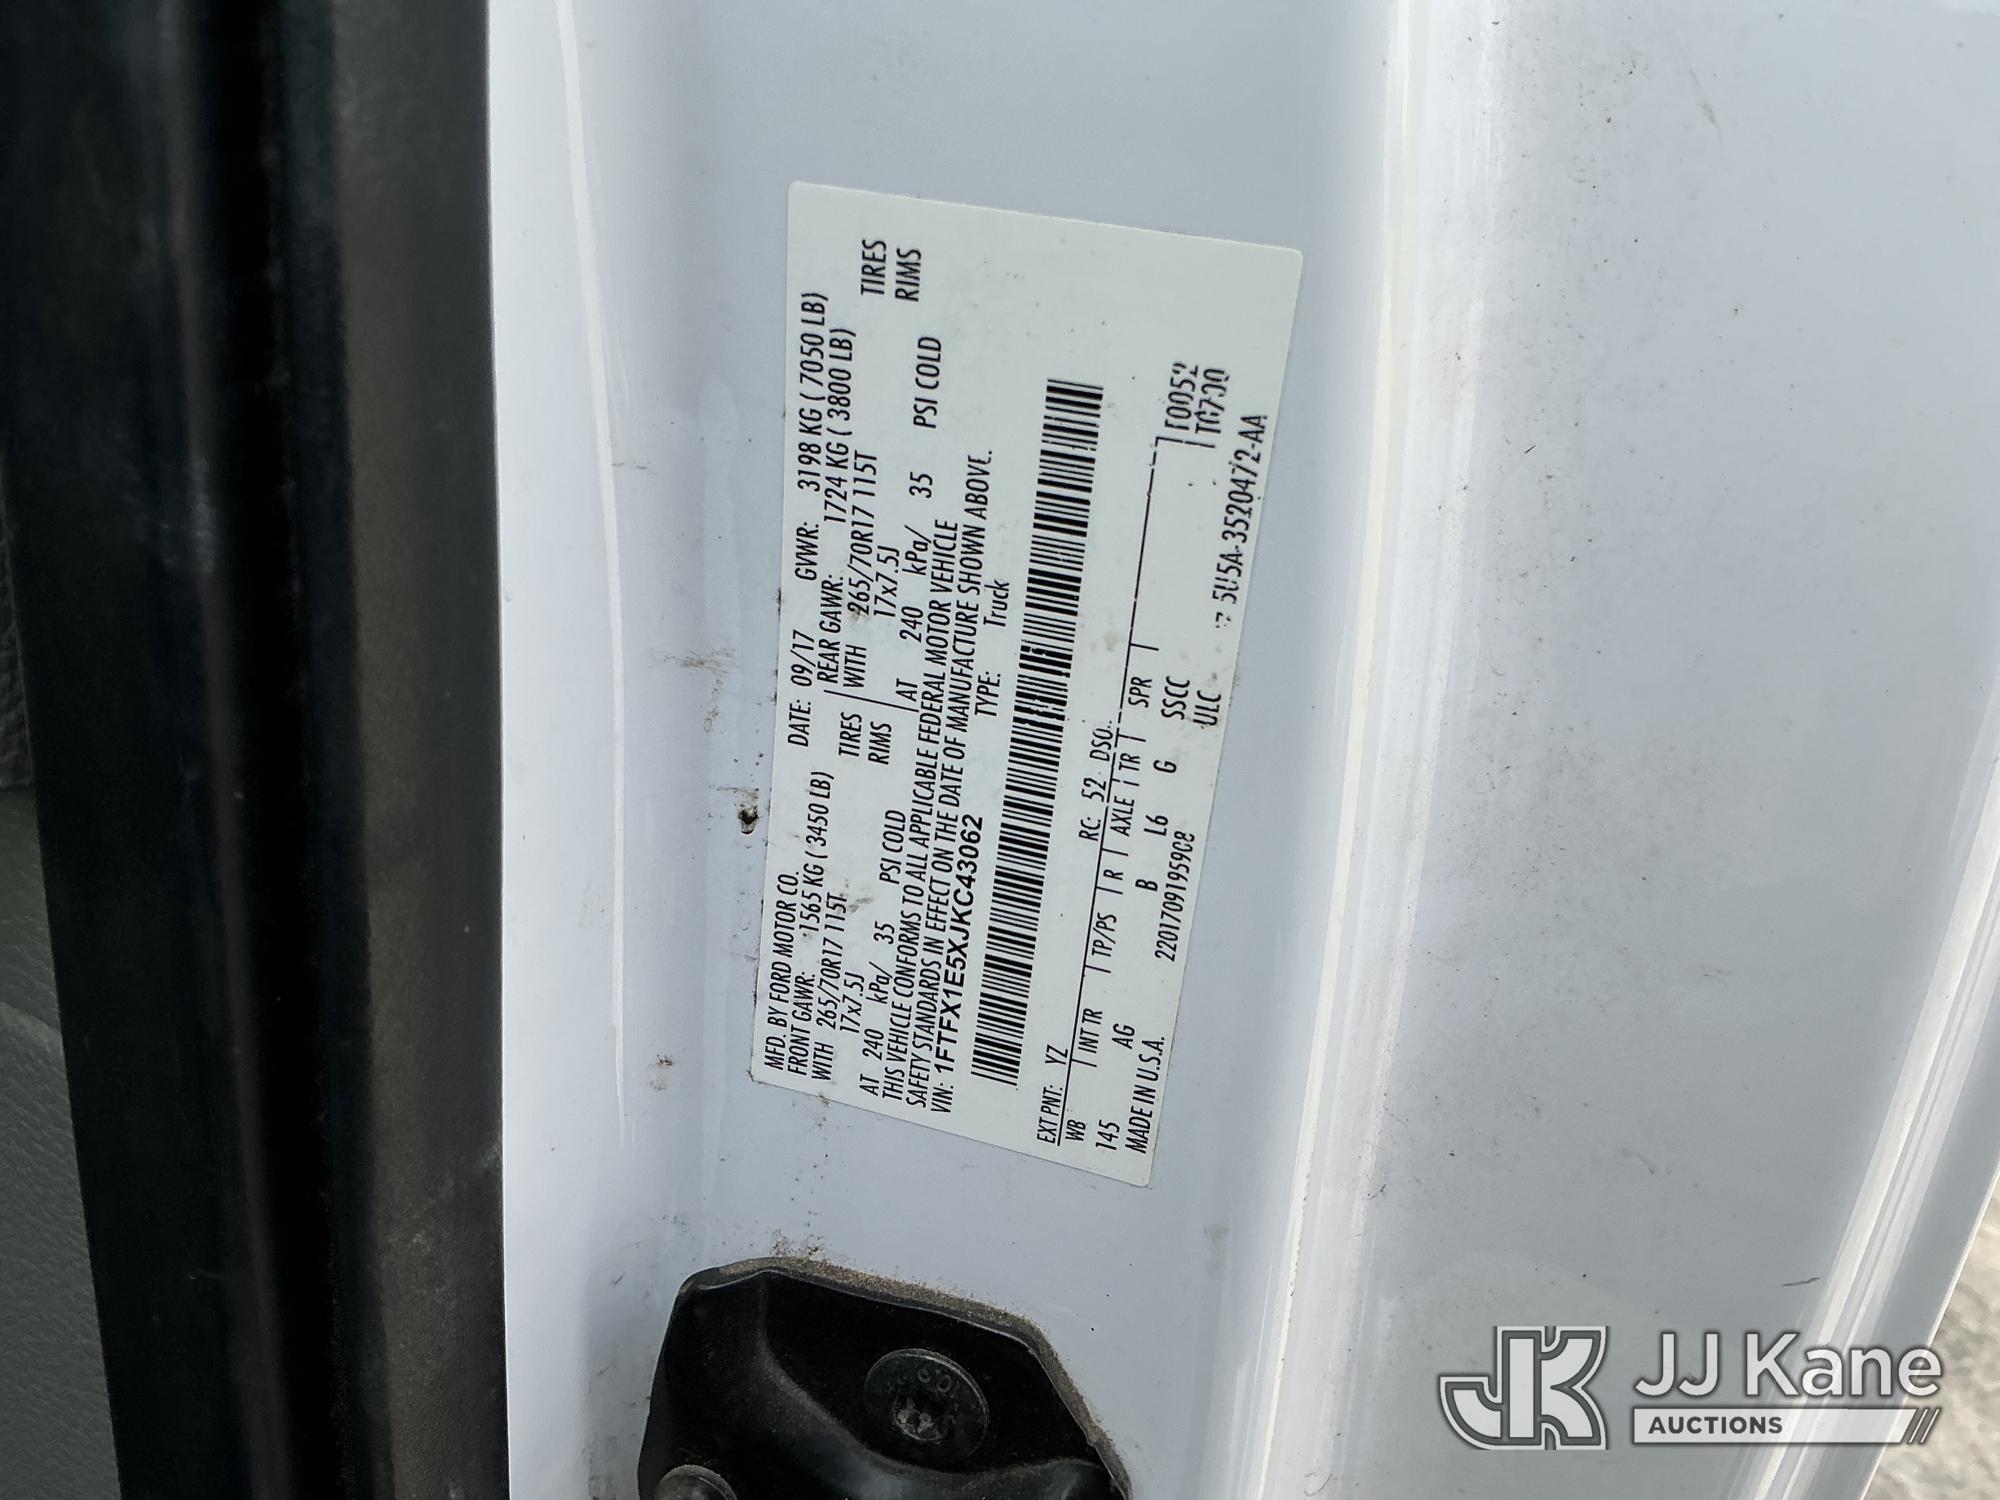 MFD. BY FORD MOTOR CO. DATE: 09/17 GVWR: 3198 KG ( 7050 LB)
FRONT GAWR: 1565 KG ( 3450 LB) REAR GAWR: 1724 KG ( 3800 LB)
WITH 265/70R17 115T TIRES WITH 265/70R17 115T TIRES
17x7.5J RIMS 17x7.5J RIMS
AT 240 kPa/ 35 PSI COLD AT 240 kPa/ 35 PSI COLD
THIS VEHICLE CONFORMS TO ALL APPLICABLE FEDERAL MOTOR VEHICLE
SAFETY STANDARDS IN EFFECT ON THE DATE OF MANUFACTURE SHOWN ABOVE.
VIN: 1FTFX1E5XJKC43062 TYPE: Truck
EXT PNT: YZ RC: 52 DSO:
WB INT TR TP/PS R AXLE TR SPR
145 AG B L6 G SSCC
MADE IN U.S.A. 2201709195908 ULC 5U5A-3520472-AA
JK JJ Kane
AUCTIONS